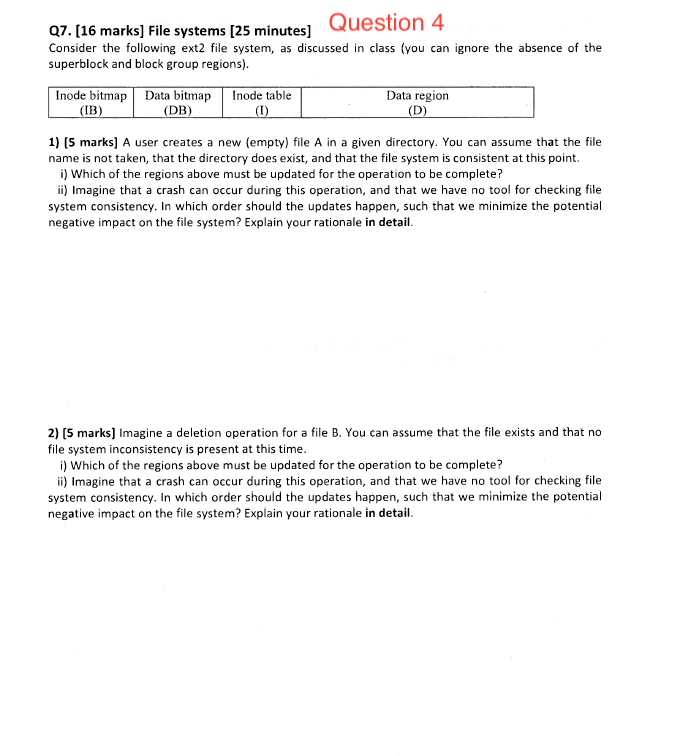 Q7. [16 marks] File systems [25 minutes] Question 4
Consider the following ext2 file system, as discussed in class (you can ignore the absence of the
superblock and block group regions).
Inode bitmap Data bitmap Inode table Data region
(IB) (DB) (I) (D)
1) [5 marks] A user creates a new (empty) file A in a given directory. You can assume that the file
name is not taken, that the directory does exist, and that the file system is consistent at this point.
i) Which of the regions above must be updated for the operation to be complete?
ii) Imagine that a crash can occur during this operation, and that we have no tool for checking file
system consistency. In which order should the updates happen, such that we minimize the potential
negative impact on the file system? Explain your rationale in detail.
2) [5 marks] Imagine a deletion operation for a file B. You can assume that the file exists and that no
file system inconsistency is present at this time.
i) Which of the regions above must be updated for the operation to be complete?
ii) Imagine that a crash can occur during this operation, and that we have no tool for checking file
system consistency. In which order should the updates happen, such that we minimize the potential
negative impact on the file system? Explain your rationale in detail.